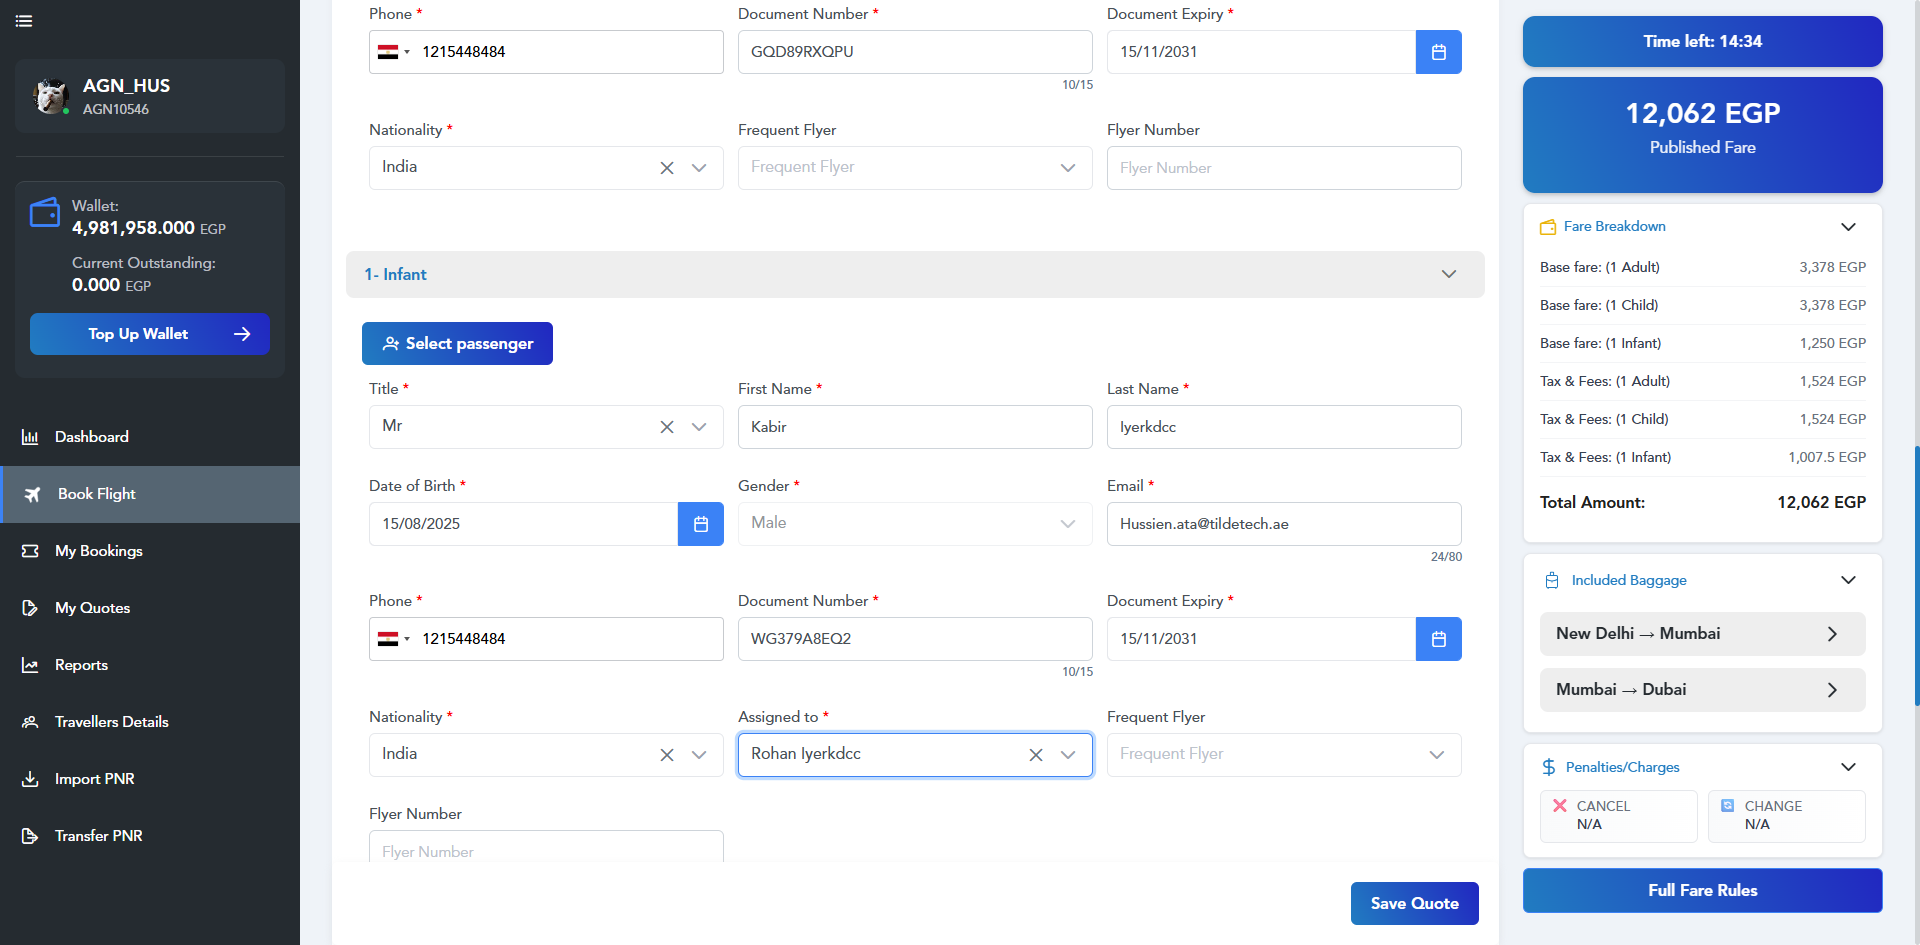 AGN_HUS
AGN10546
Wallet:
4,981,958.000 EGP
Current Outstanding:
0.000 EGP
Top Up Wallet
Dashboard
Book Flight
My Bookings
My Quotes
Reports
Travellers Details
Import PNR
Transfer PNR
Phone * Document Number * Document Expiry *
1215448484 GQD89RXQPU 15/11/2031
10/15
Nationality * Frequent Flyer Flyer Number
India Frequent Flyer Flyer Number
1- Infant
Select passenger
Title * First Name * Last Name *
Mr Kabir Iyerkdcc
Date of Birth * Gender * Email *
15/08/2025 Male Hussien.ata@tildetech.ae
24/80
Phone * Document Number * Document Expiry *
1215448484 WG379A8EQ2 15/11/2031
10/15
Nationality * Assigned to * Frequent Flyer
India Rohan Iyerkdcc Frequent Flyer
Flyer Number
Flyer Number
Save Quote
Time left: 14:34
12,062 EGP
Published Fare
Fare Breakdown
Base fare: (1 Adult) 3,378 EGP
Base fare: (1 Child) 3,378 EGP
Base fare: (1 Infant) 1,250 EGP
Tax & Fees: (1 Adult) 1,524 EGP
Tax & Fees: (1 Child) 1,524 EGP
Tax & Fees: (1 Infant) 1,007.5 EGP
Total Amount: 12,062 EGP
Included Baggage
New Delhi → Mumbai
Mumbai → Dubai
Penalties/Charges
CANCEL CHANGE
N/A N/A
Full Fare Rules